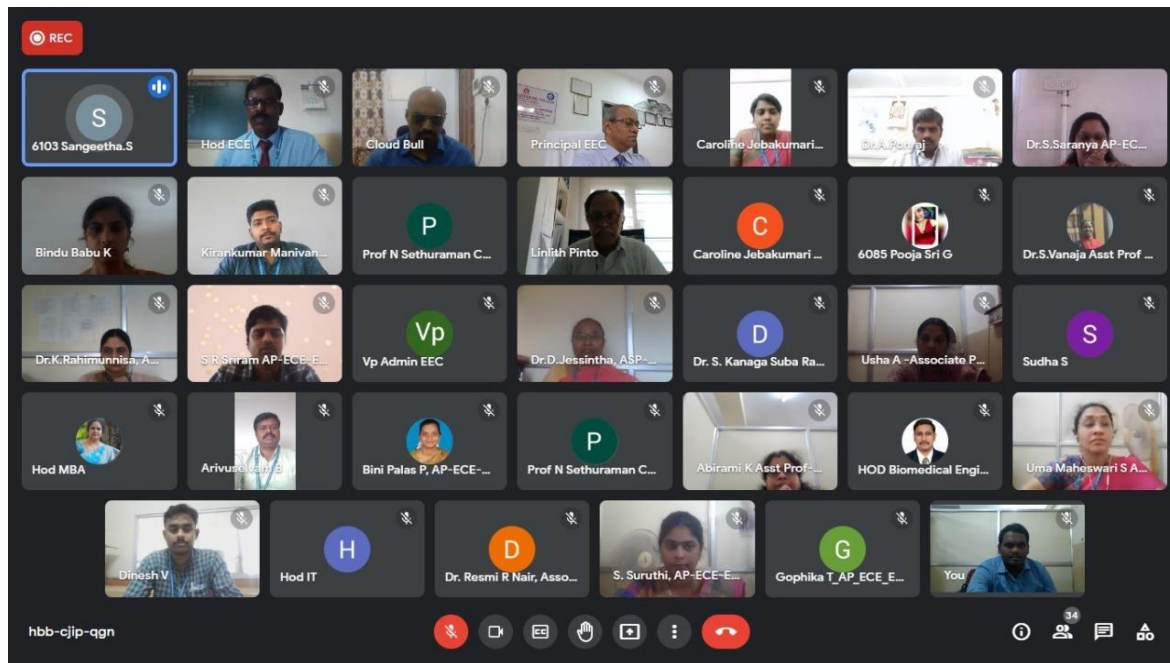 REC
S
6103 Sangeetha.S
Hod ECE
Cloud Bull
Principal EEC
Caroline Jebakumari...
Dr.A.Ponraj
Dr.S.Saranya AP-EC...
Bindu Babu K
Kirankumar Manivan...
P
Prof N Sethuraman C...
Linlith Pinto
C
Caroline Jebakumari ...
6085 Pooja Sri G
Dr.S.Vanaja Asst Prof ...
Dr.K.Rahimunnisa, A...
S R Sriram AP-ECE-E...
Vp
Vp Admin EEC
Dr.D.Jessintha, ASP-...
D
Dr. S. Kanaga Suba Ra...
Usha A -Associate P...
S
Sudha S
Hod MBA
Arivuselvam B
Bini Palas P, AP-ECE-...
P
Prof N Sethuraman C...
Abirami K Asst Prof-...
HOD Biomedical Engi...
Uma Maheswari S A...
Dinesh V
H
Hod IT
D
Dr. Resmi R Nair, Asso...
S. Suruthi, AP-ECE-E...
G
Gophika T_AP_ECE_E...
You
hbb-cjip-qgn
CC
34